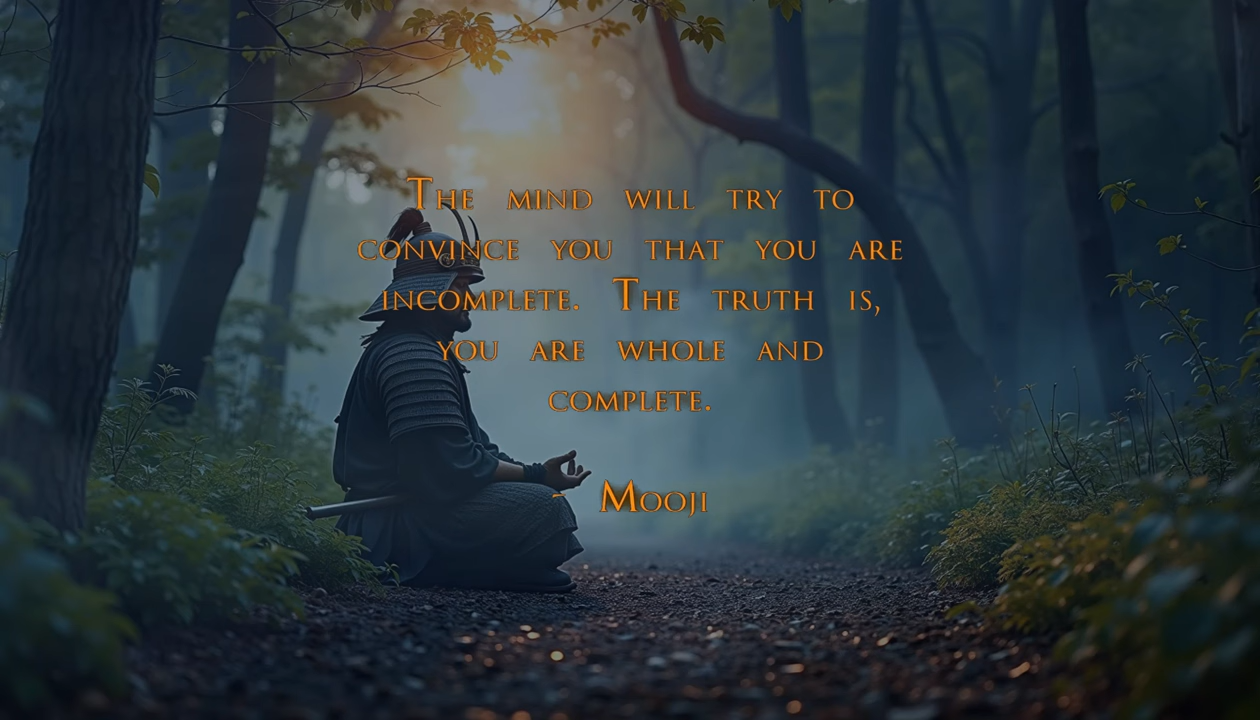 The mind will try to
convince you that you are
incomplete. The truth is,
you are whole and
complete.
- Mooji